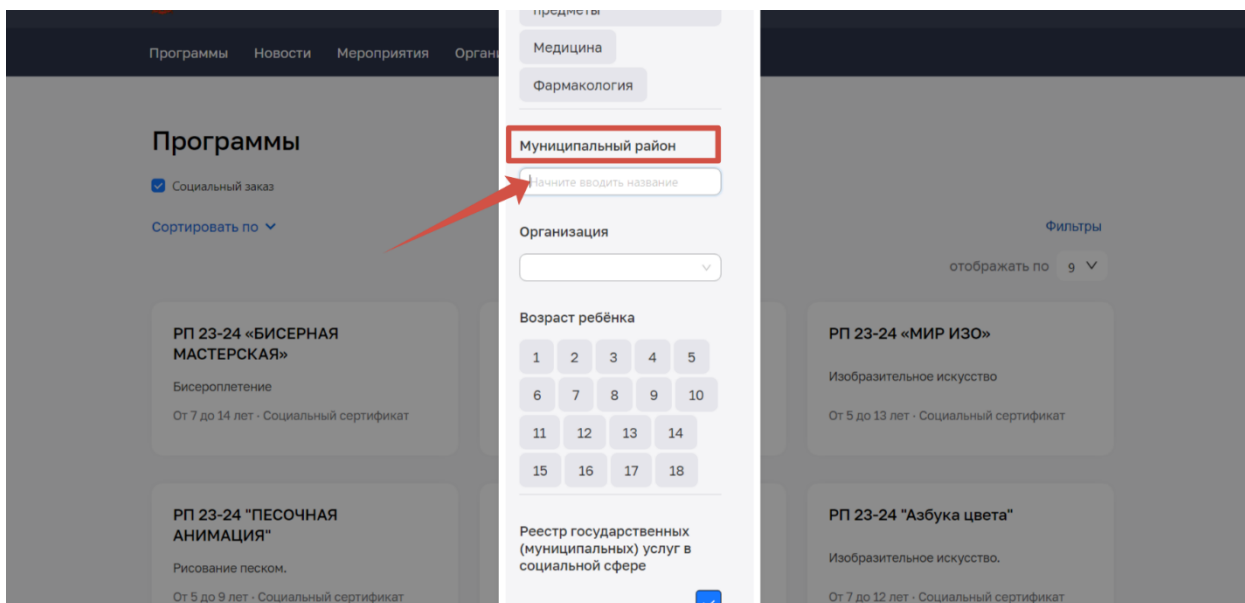 предметы
Программы Новости Мероприятия
Медицина
Фармакология
Программы
Социальный заказ
Сортировать по
Муниципальный район
Начните вводить название
Организация
Возраст ребёнка
1 2 3 4 5
6 7 8 9 10
11 12 13 14
15 16 17 18
Реестр государственных
(муниципальных) услуг в
социальной сфере
Фильтры
отображать по 9
РП 23-24 «БИСЕРНАЯ
МАСТЕРСКАЯ»
Бисероплетение
От 7 до 14 лет · Социальный сертификат
РП 23-24 «МИР ИЗО»
Изобразительное искусство
От 5 до 13 лет · Социальный сертификат
РП 23-24 "ПЕСОЧНАЯ
АНИМАЦИЯ"
Рисование песком.
От 5 до 9 лет · Социальный сертификат
РП 23-24 "Азбука цвета"
Изобразительное искусство.
От 7 до 12 лет · Социальный сертификат